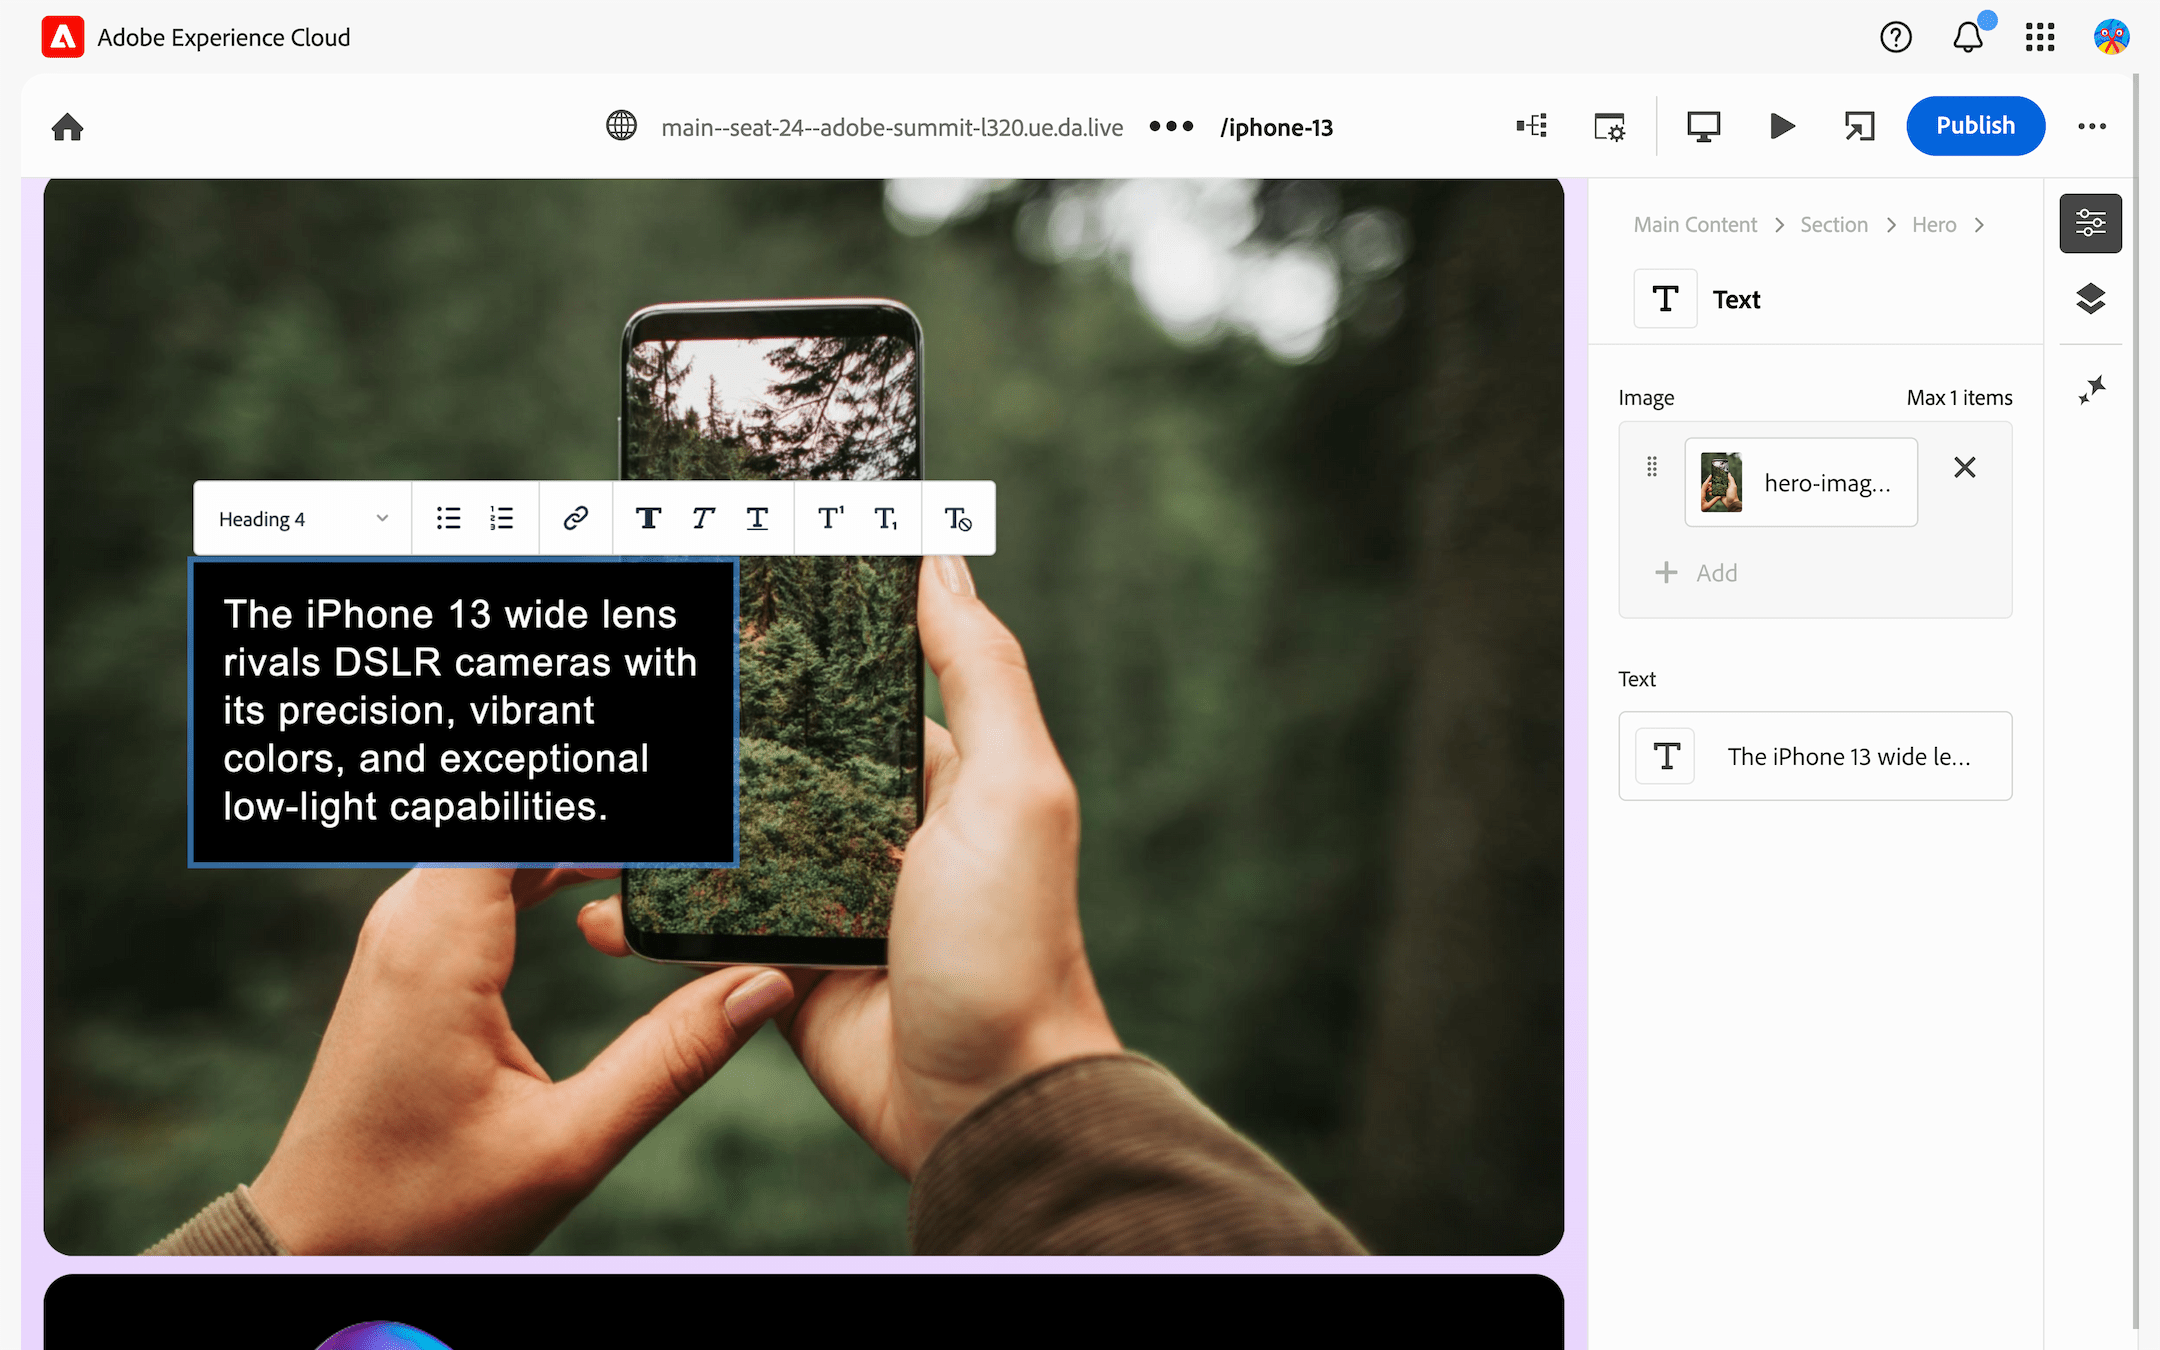 Adobe Experience Cloud
main--seat-24--adobe-summit-l320.ue.da.live ••• /iphone-13
Publish
Main Content > Section > Hero >
Text
Image
Max 1 items
hero-imag...
Add
Text
The iPhone 13 wide le...
Heading 4
The iPhone 13 wide lens
rivals DSLR cameras with
its precision, vibrant
colors, and exceptional
low-light capabilities.